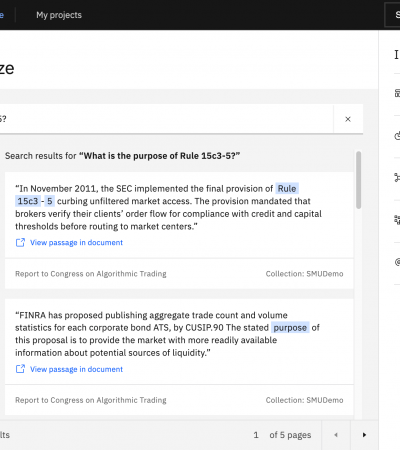 e My projects S
ze I
5?
Search results for “What is the purpose of Rule 15c3-5?”
“In November 2011, the SEC implemented the final provision of Rule
15c3 - 5 curbing unfiltered market access. The provision mandated that
brokers verify their clients’ order flow for compliance with credit and capital
thresholds before routing to market centers.”
View passage in document
Report to Congress on Algorithmic Trading Collection: SMUDemo
“FINRA has proposed publishing aggregate trade count and volume
statistics for each corporate bond ATS, by CUSIP.90 The stated purpose of
this proposal is to provide the market with more readily available
information about potential sources of liquidity.”
View passage in document
Report to Congress on Algorithmic Trading Collection: SMUDemo
lts 1 of 5 pages